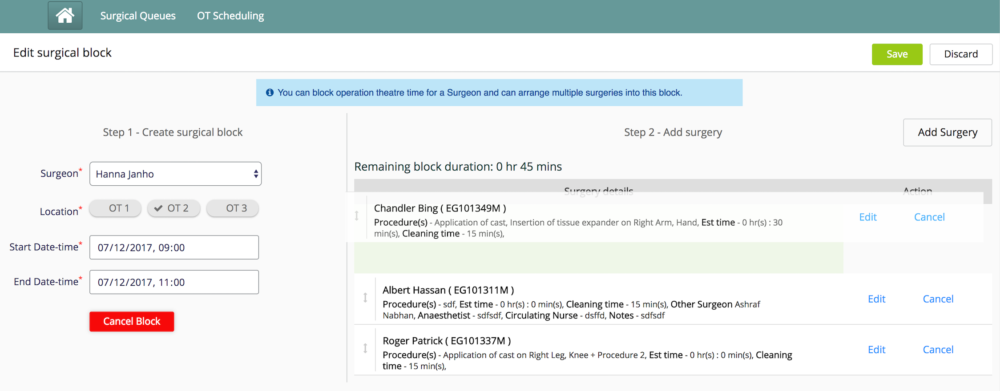 Surgical Queues OT Scheduling
Edit surgical block
Save Discard
You can block operation theatre time for a Surgeon and can arrange multiple surgeries into this block.
Step 1 - Create surgical block
Surgeon* Hanna Janho
Location* OT 1 OT 2 OT 3
Start Date-time* 07/12/2017, 09:00
End Date-time* 07/12/2017, 11:00
Cancel Block
Step 2 - Add surgery
Add Surgery
Remaining block duration: 0 hr 45 mins
Surgery details Action
Chandler Bing ( EG101349M )
Procedure(s) - Application of cast, Insertion of tissue expander on Right Arm, Hand, Est time - 0 hr(s) : 30
min(s), Cleaning time - 15 min(s),
Edit Cancel
Albert Hassan ( EG101311M )
Procedure(s) - sdf, Est time - 0 hr(s) : 0 min(s), Cleaning time - 15 min(s), Other Surgeon Ashraf
Nabhan, Anaesthetist - sdfsdf, Circulating Nurse - dsffd, Notes - sdfsdf
Edit Cancel
Roger Patrick ( EG101337M )
Procedure(s) - Application of cast on Right Leg, Knee + Procedure 2, Est time - 0 hr(s) : 0 min(s), Cleaning
time - 15 min(s),
Edit Cancel